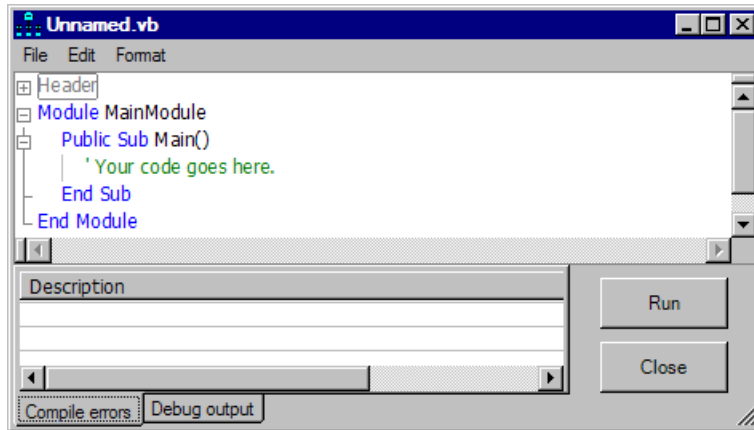 Unnamed.vb
File Edit Format
Header
Module MainModule
Public Sub Main()
' Your code goes here.
End Sub
End Module
Description
Run
Close
Compile errors Debug output